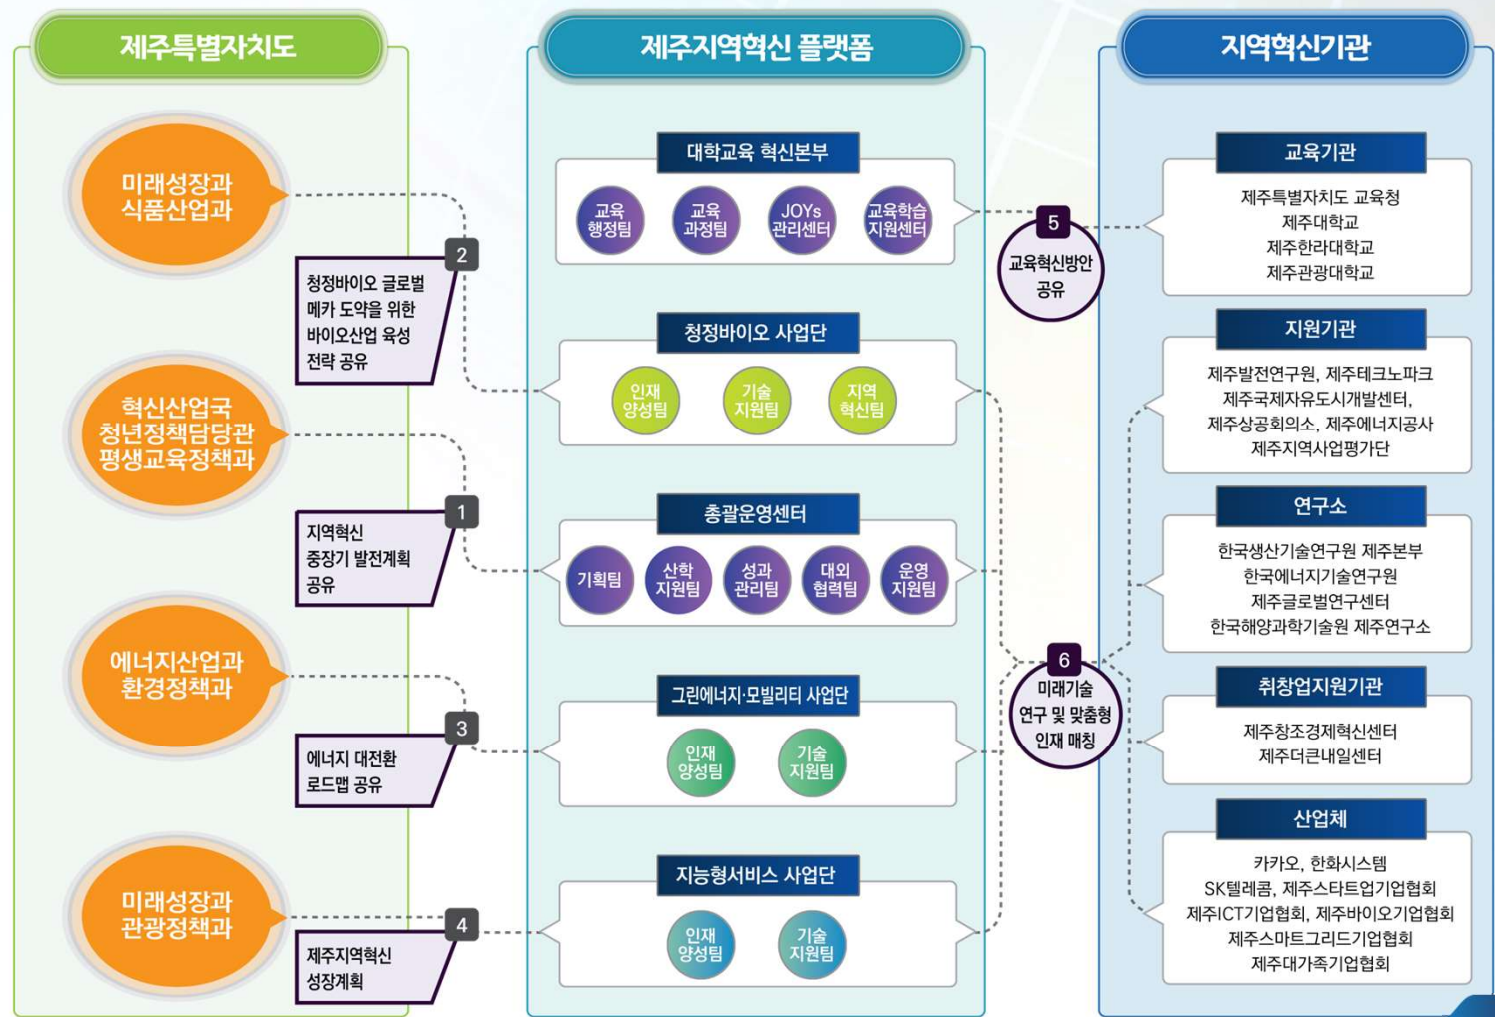 제주특별자치도
미래성장과
식품산업과
2
청정바이오 글로벌
메카 도약을 위한
바이오산업 육성
전략 공유
혁신산업국
청년정책담당관
평생교육정책과
1
지역혁신
중장기 발전계획
공유
에너지산업과
환경정책과
3
에너지 대전환
로드맵 공유
미래성장과
관광정책과
4
제주지역혁신
성장계획
제주지역혁신 플랫폼
대학교육 혁신본부
교육
행정팀
교육
과정팀
JOYs
관리센터
교육학습
지원센터
청정바이오 사업단
인재
양성팀
기술
지원팀
지역
혁신팀
총괄운영센터
기획팀
산학
지원팀
성과
관리팀
대외
협력팀
운영
지원팀
그린에너지·모빌리티 사업단
인재
양성팀
기술
지원팀
지능형서비스 사업단
인재
양성팀
기술
지원팀
5
교육혁신방안
공유
6
미래기술
연구 및 맞춤형
인재 매칭
지역혁신기관
교육기관
제주특별자치도 교육청
제주대학교
제주한라대학교
제주관광대학교
지원기관
제주발전연구원, 제주테크노파크
제주국제자유도시개발센터,
제주상공회의소, 제주에너지공사
제주지역사업평가단
연구소
한국생산기술연구원 제주본부
한국에너지기술연구원
제주글로벌연구센터
한국해양과학기술원 제주연구소
취창업지원기관
제주창조경제혁신센터
제주더큰내일센터
산업체
카카오, 한화시스템
SK텔레콤, 제주스타트업기업협회
제주ICT기업협회, 제주바이오기업협회
제주스마트그리드기업협회
제주대가족기업협회